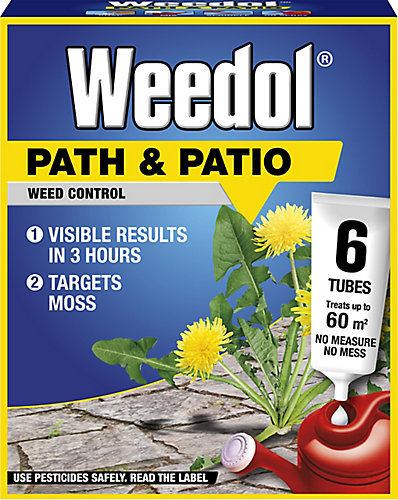 Weedol®
PATH & PATIO
WEED CONTROL
1 VISIBLE RESULTS
IN 3 HOURS
2 TARGETS
MOSS
6
TUBES
Treats up to
60 m²
NO MEASURE
NO MESS
USE PESTICIDES SAFELY. READ THE LABEL